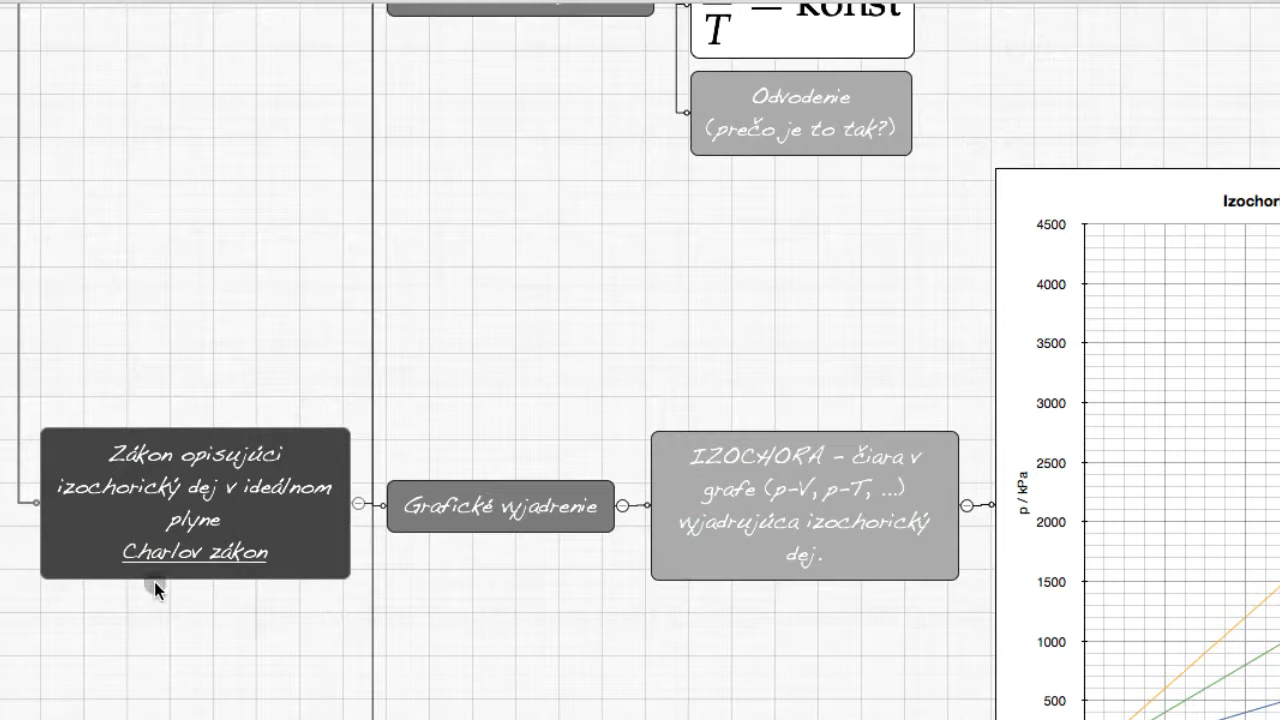 T = konšt
Odvodenie
(prečo je to tak?)
Zákon opisujúci
izochorický dej v ideálnom
plyne
Charlov zákon
Grafické vyjadrenie
IZOCHORA - čiara v
grafe (p-V, p-T, ...)
vyjadrujúca izochorický
dej.
4500
4000
3500
3000
2500
2000
1500
1000
500
p / kPa